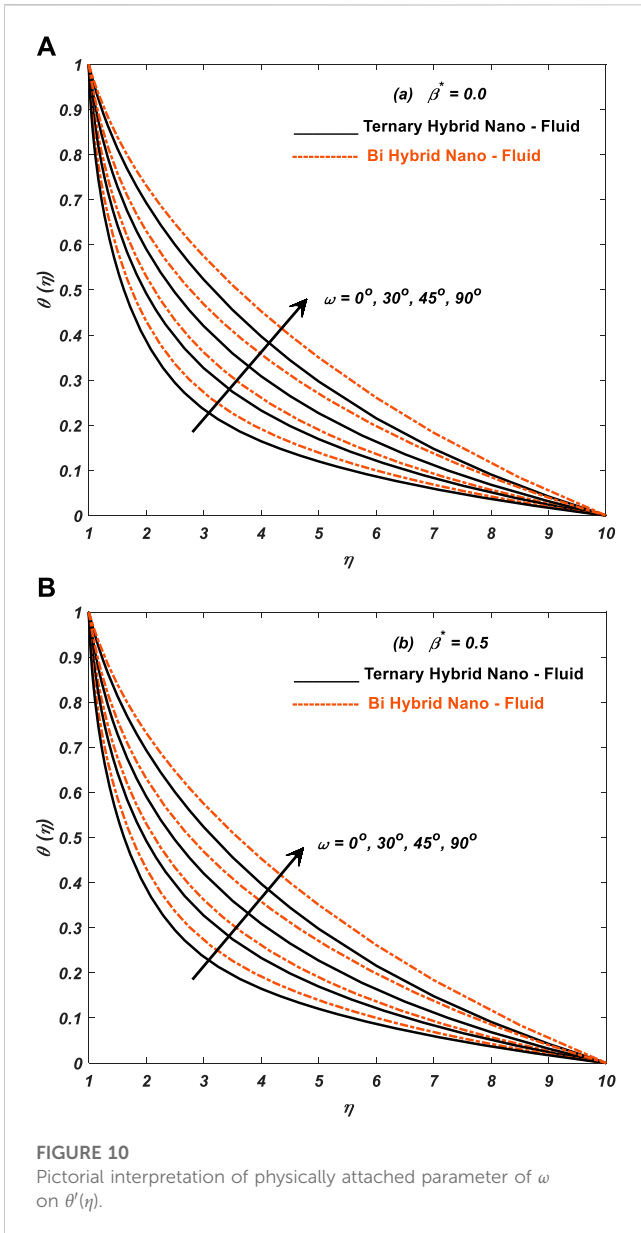 A
(a) β* = 0.0
Ternary Hybrid Nano - Fluid
Bi Hybrid Nano - Fluid
ω = 0°, 30°, 45°, 90°
θ (η)
1
0.9
0.8
0.7
0.6
0.5
0.4
0.3
0.2
0.1
0
1 2 3 4 5 6 7 8 9 10
η
B
(b) β* = 0.5
Ternary Hybrid Nano - Fluid
Bi Hybrid Nano - Fluid
ω = 0°, 30°, 45°, 90°
θ (η)
1
0.9
0.8
0.7
0.6
0.5
0.4
0.3
0.2
0.1
0
1 2 3 4 5 6 7 8 9 10
η
FIGURE 10
Pictorial interpretation of physically attached parameter of ω
on θ′(η).